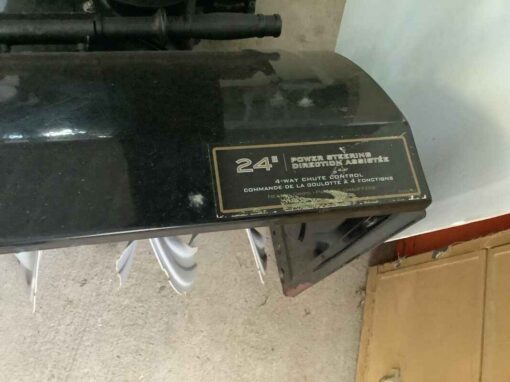 24"
POWER STEERING
DIRECTION ASSISTÉE
4-WAY CHUTE CONTROL
COMMANDE DE LA GOULOTTE À 4 FONCTIONS